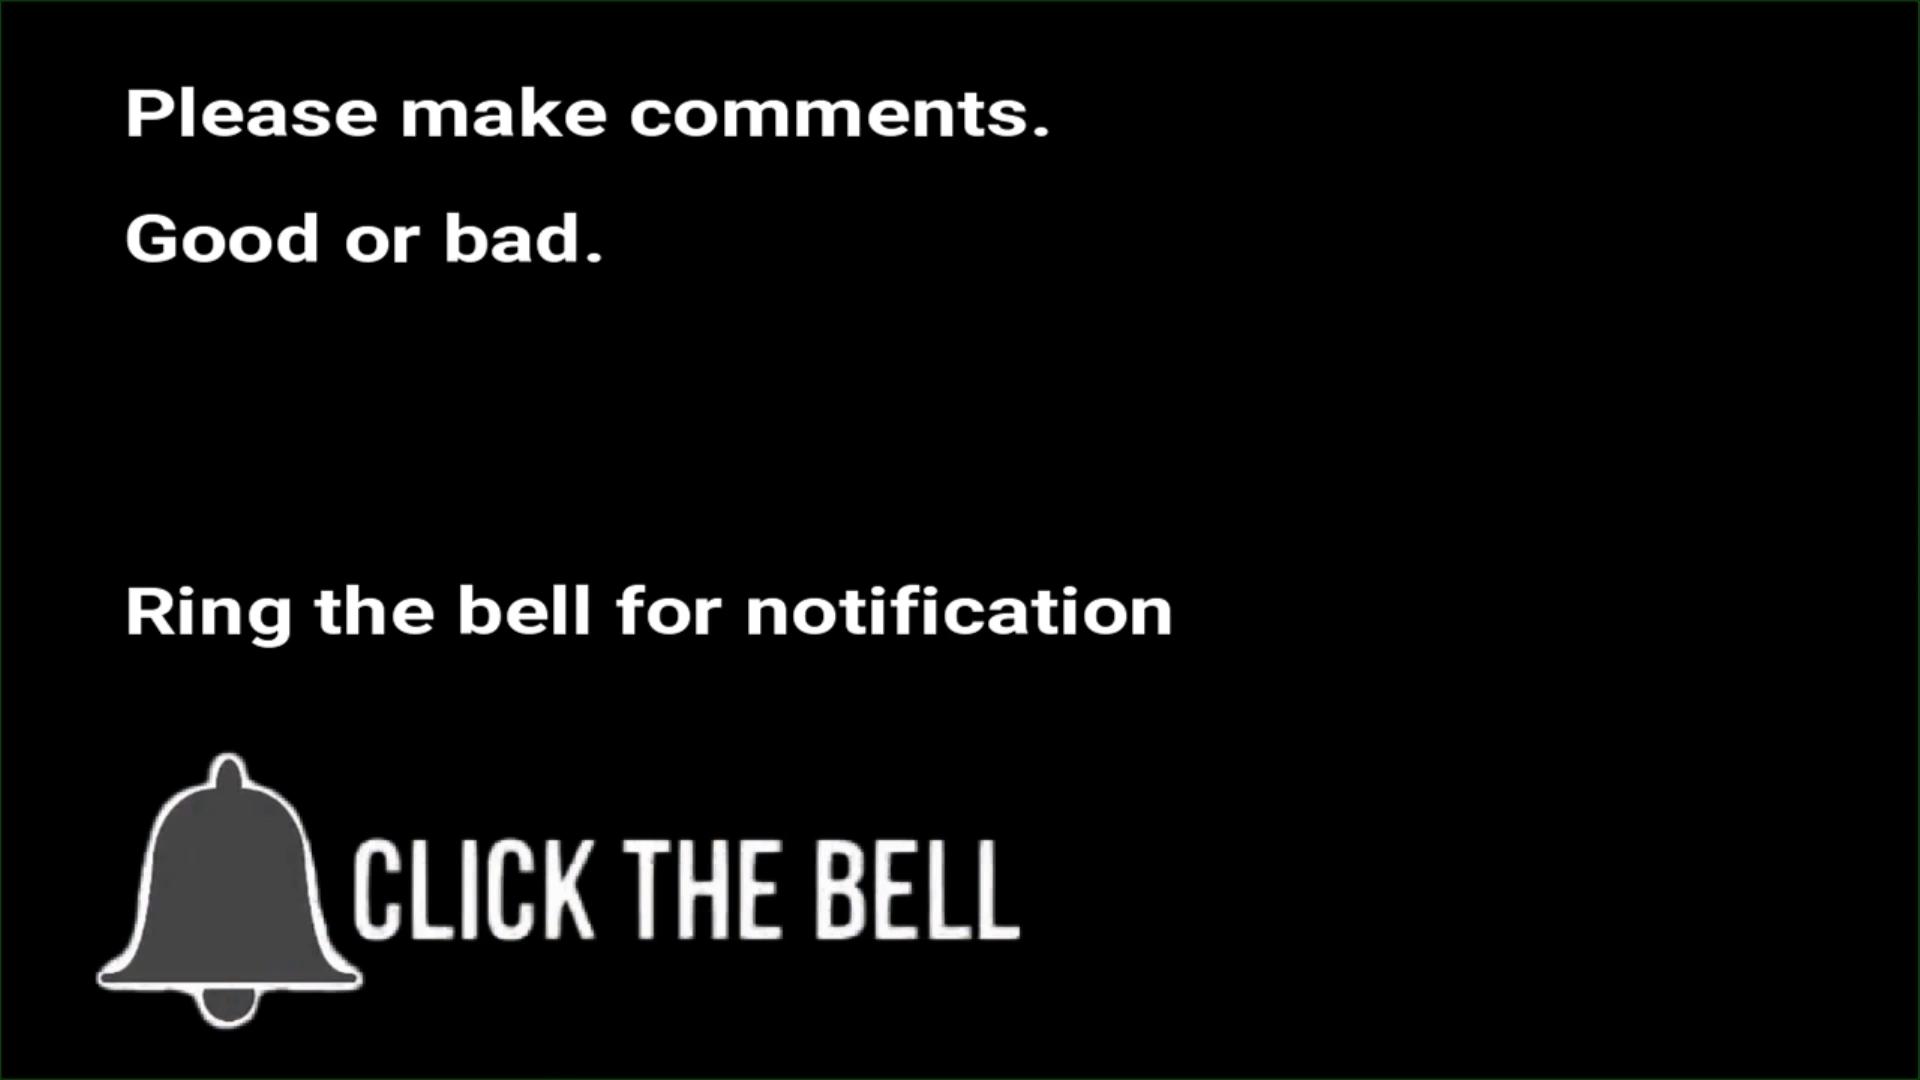 Please make comments.
Good or bad.
Ring the bell for notification
CLICK THE BELL